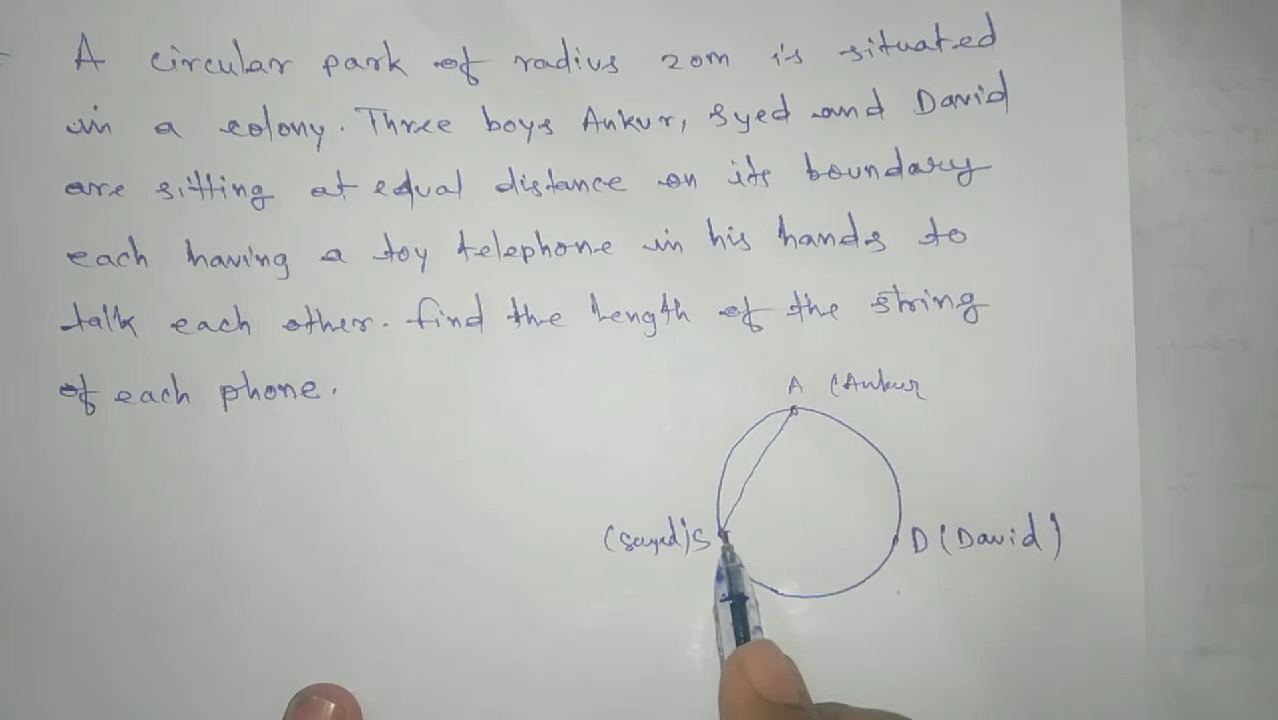 A circular park of radius 20m is situated
in a colony. Three boys Ankur, Syed and David
are sitting at equal distance on its boundary
each having a toy telephone in his hands to
talk each other. find the length of the string
of each phone.
A (Ankur
(Sayed) S
D (David)